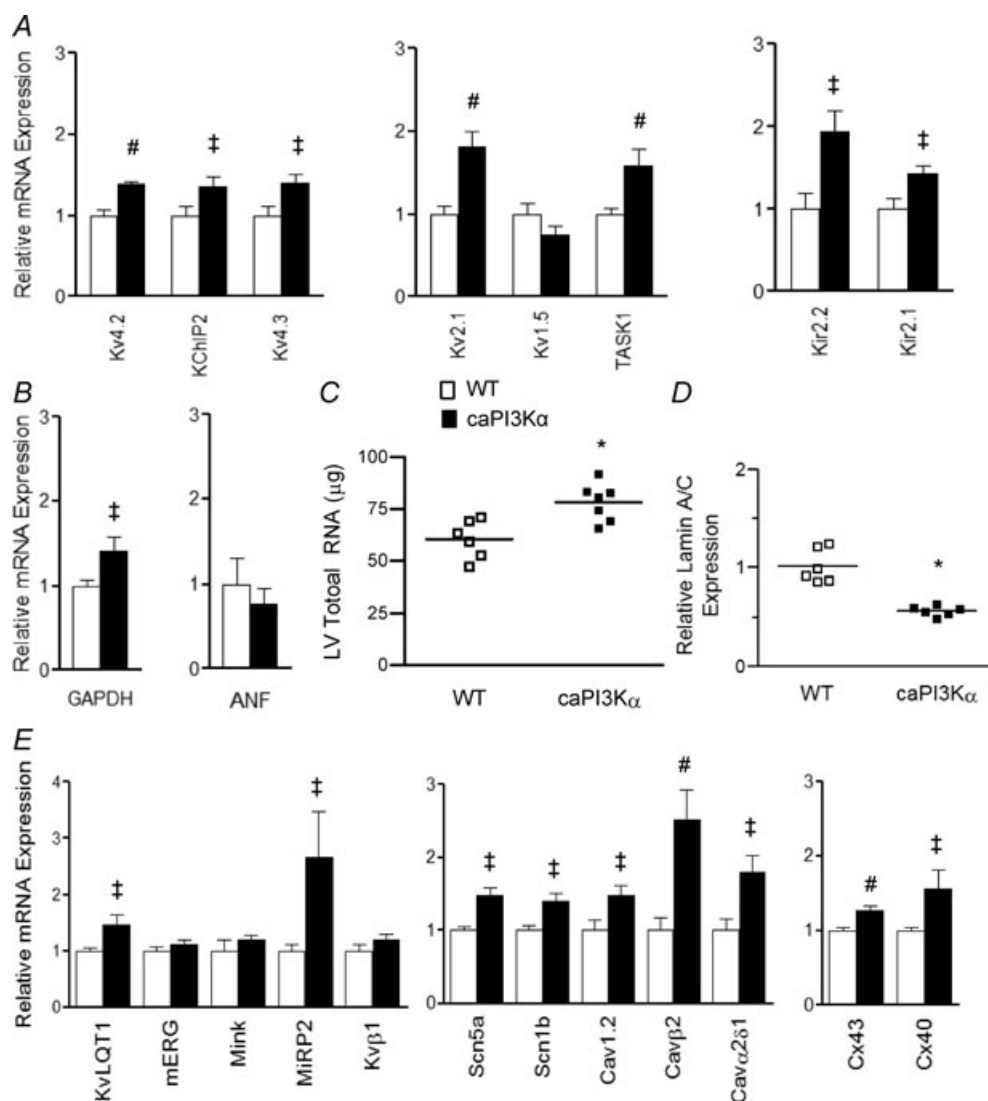 A
Relative mRNA Expression
3
2
1
0
# ‡ ‡
Kv4.2 KChIP2 Kv4.3
3
2
1
0
# #
Kv2.1 Kv1.5 TASK1
3
2
1
0
‡ ‡
Kir2.2 Kir2.1
B
Relative mRNA Expression
3
2
1
0
‡
GAPDH
3
2
1
0
ANF
C
WT
caPI3Kα
LV Totoal RNA (µg)
100
75
50
25
0
*
WT caPI3Kα
D
Relative Lamin A/C
Expression
2
1
0
*
WT caPI3Kα
E
Relative mRNA Expression
4
3
2
1
0
‡ ‡
KvLQT1 mERG Mink MiRP2 Kvβ1
3
2
1
0
‡ ‡ ‡ # ‡
Scn5a Scn1b Cav1.2 Cavβ2 Cavα2δ1
3
2
1
0
# ‡
Cx43 Cx40